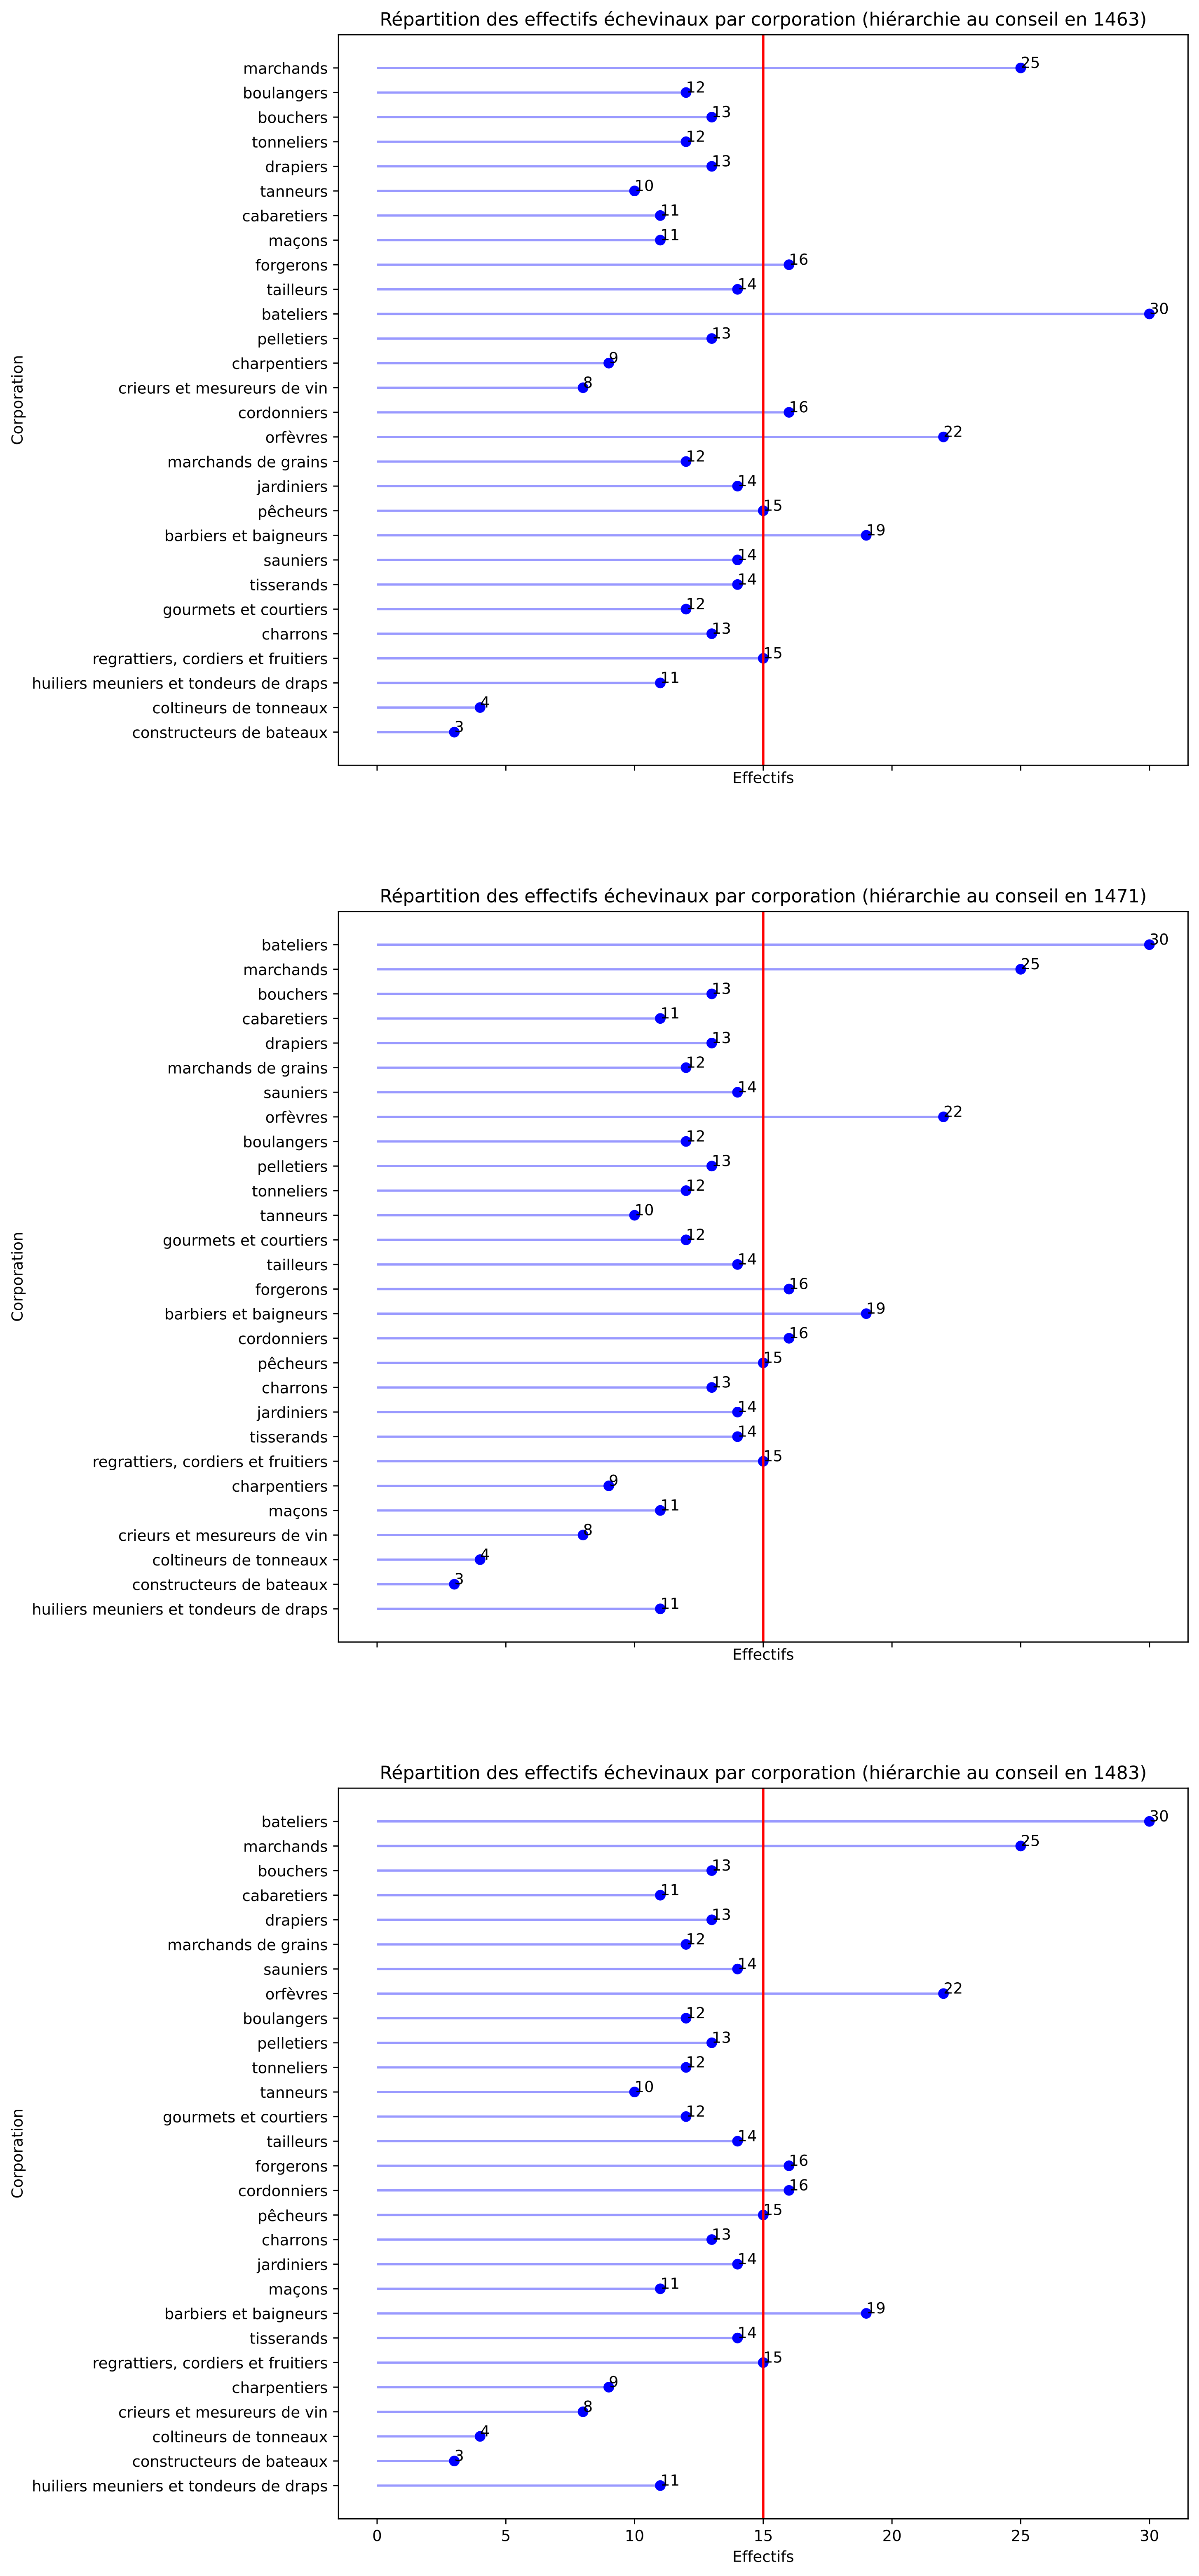 Répartition des effectifs échevinaux par corporation (hiérarchie au conseil en 1463)
Corporation
marchands 25
boulangers 12
bouchers 13
tonneliers 12
drapiers 13
tanneurs 10
cabaretiers 11
maçons 11
forgerons 16
tailleurs 14
bateliers 30
pelletiers 13
charpentiers 9
crieurs et mesureurs de vin 8
cordonniers 16
orfèvres 22
marchands de grains 12
jardiniers 14
pêcheurs 15
barbiers et baigneurs 19
sauniers 14
tisserands 14
gourmets et courtiers 12
charrons 13
regrattiers, cordiers et fruitiers 15
huiliers meuniers et tondeurs de draps 11
coltineurs de tonneaux 4
constructeurs de bateaux 3
Effectifs
Répartition des effectifs échevinaux par corporation (hiérarchie au conseil en 1471)
Corporation
bateliers 30
marchands 25
bouchers 13
cabaretiers 11
drapiers 13
marchands de grains 12
sauniers 14
orfèvres 22
boulangers 12
pelletiers 13
tonneliers 12
tanneurs 10
gourmets et courtiers 12
tailleurs 14
forgerons 16
barbiers et baigneurs 19
cordonniers 16
pêcheurs 15
charrons 13
jardiniers 14
tisserands 14
regrattiers, cordiers et fruitiers 15
charpentiers 9
maçons 11
crieurs et mesureurs de vin 8
coltineurs de tonneaux 4
constructeurs de bateaux 3
huiliers meuniers et tondeurs de draps 11
Effectifs
Répartition des effectifs échevinaux par corporation (hiérarchie au conseil en 1483)
Corporation
bateliers 30
marchands 25
bouchers 13
cabaretiers 11
drapiers 13
marchands de grains 12
sauniers 14
orfèvres 22
boulangers 12
pelletiers 13
tonneliers 12
tanneurs 10
gourmets et courtiers 12
tailleurs 14
forgerons 16
cordonniers 16
pêcheurs 15
charrons 13
jardiniers 14
maçons 11
barbiers et baigneurs 19
tisserands 14
regrattiers, cordiers et fruitiers 15
charpentiers 9
crieurs et mesureurs de vin 8
coltineurs de tonneaux 4
constructeurs de bateaux 3
huiliers meuniers et tondeurs de draps 11
0 5 10 15 20 25 30
Effectifs